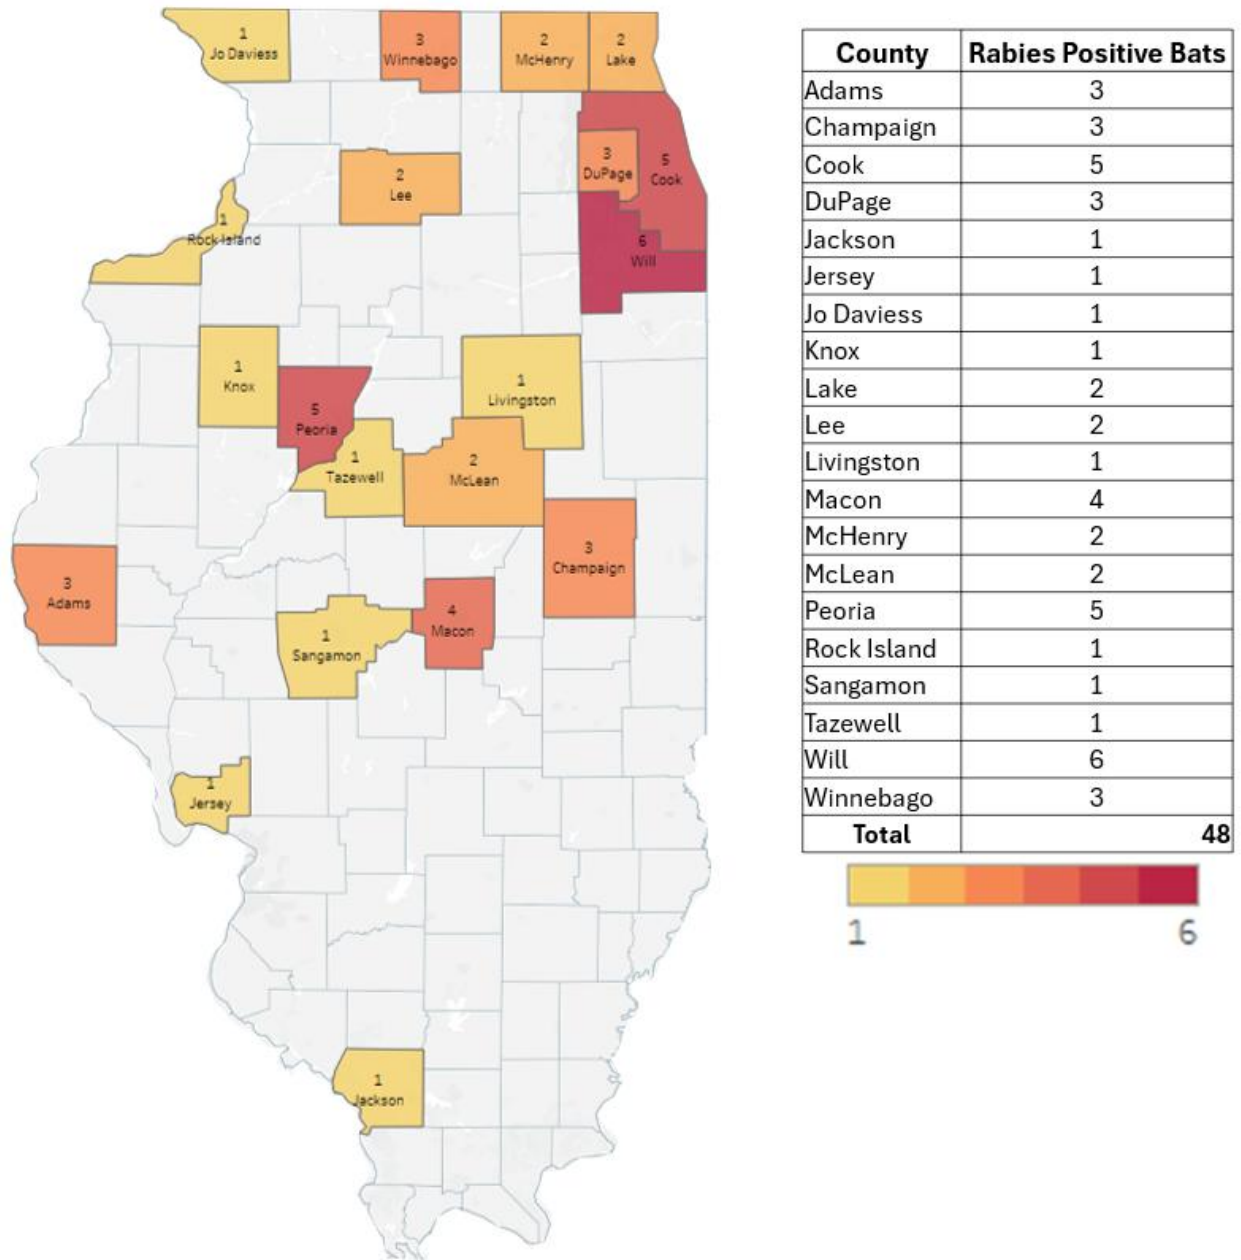 1
Jo Daviess
3
Winnebago
2
McHenry
2
Lake
3
DuPage
5
Cook
2
Lee
1
Rock Island
6
Will
1
Knox
5
Peoria
1
Livingston
1
Tazewell
2
McLean
3
Champaign
3
Adams
1
Sangamon
4
Macon
1
Jersey
1
Jackson
County Rabies Positive Bats
Adams 3
Champaign 3
Cook 5
DuPage 3
Jackson 1
Jersey 1
Jo Daviess 1
Knox 1
Lake 2
Lee 2
Livingston 1
Macon 4
McHenry 2
McLean 2
Peoria 5
Rock Island 1
Sangamon 1
Tazewell 1
Will 6
Winnebago 3
Total 48
1 6